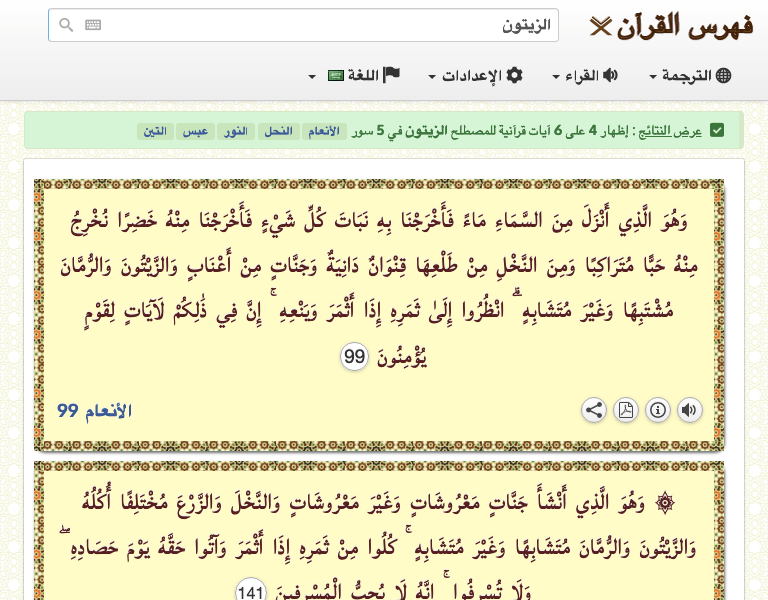 فهرس القرآن
الزيتون
الترجمة القراء الإعدادات اللغة
عرض النتائج : إظهار 4 على 6 آيات قرآنية للمصطلح الزيتون في 5 سور الأنعام النحل النور عبس التين
وَهُوَ الَّذِي أَنْزَلَ مِنَ السَّمَاءِ مَاءً فَأَخْرَجْنَا بِهِ نَبَاتَ كُلِّ شَيْءٍ فَأَخْرَجْنَا مِنْهُ خَضِرًا نُخْرِجُ
مِنْهُ حَبًّا مُتَرَاكِبًا وَمِنَ النَّخْلِ مِنْ طَلْعِهَا قِنْوَانٌ دَانِيَةٌ وَجَنَّاتٍ مِنْ أَعْنَابٍ وَالزَّيْتُونَ وَالرُّمَّانَ
مُشْتَبِهًا وَغَيْرَ مُتَشَابِهٍ ۗ انْظُرُوا إِلَىٰ ثَمَرِهِ إِذَا أَثْمَرَ وَيَنْعِهِ ۚ إِنَّ فِي ذَٰلِكُمْ لَآيَاتٍ لِقَوْمٍ
يُؤْمِنُونَ 99
الأنعام 99
۞ وَهُوَ الَّذِي أَنْشَأَ جَنَّاتٍ مَعْرُوشَاتٍ وَغَيْرَ مَعْرُوشَاتٍ وَالنَّخْلَ وَالزَّرْعَ مُخْتَلِفًا أُكُلُهُ
وَالزَّيْتُونَ وَالرُّمَّانَ مُتَشَابِهًا وَغَيْرَ مُتَشَابِهٍ ۚ كُلُوا مِنْ ثَمَرِهِ إِذَا أَثْمَرَ وَآتُوا حَقَّهُ يَوْمَ حَصَادِهِ ۖ
وَلَا تُسْرِفُوا ۚ إِنَّهُ لَا يُحِبُّ الْمُسْرِفِينَ 141